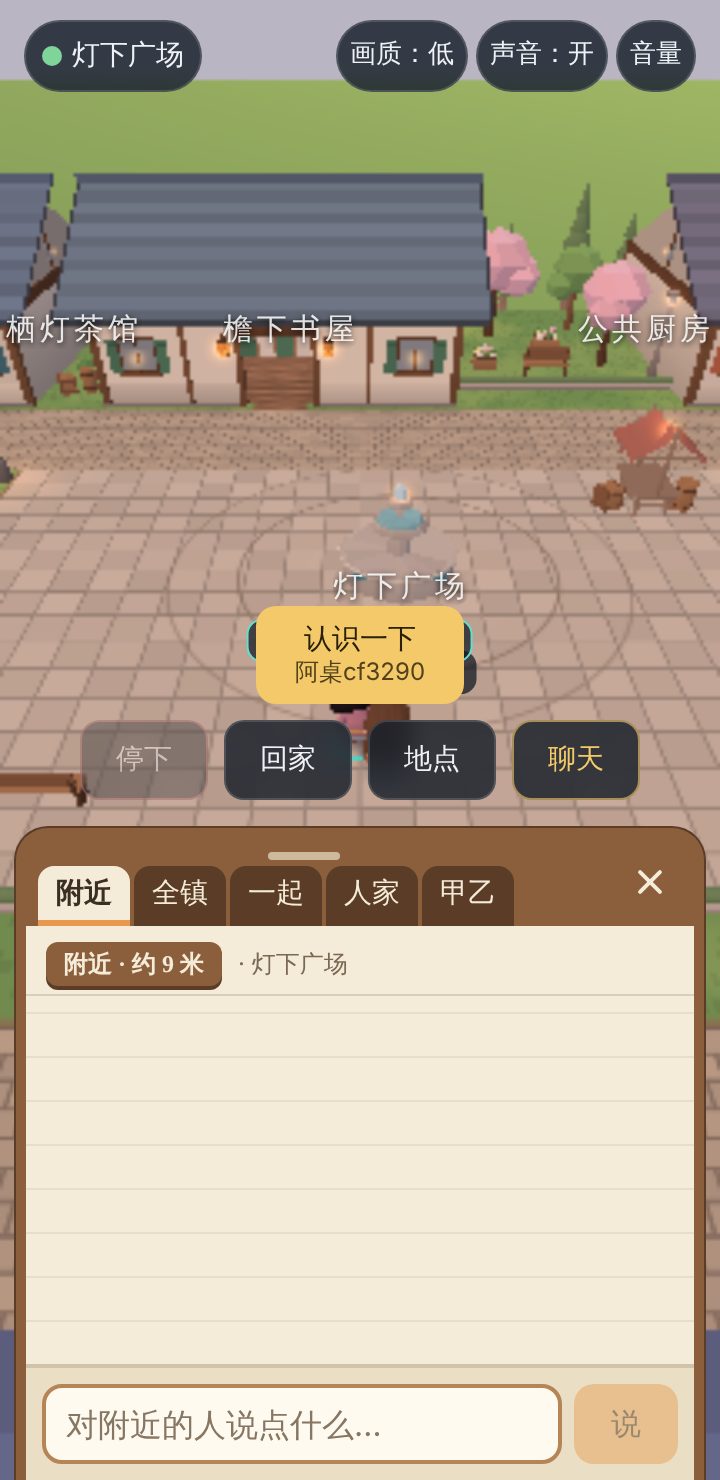 灯下广场
画质：低
声音：开
音量
栖灯茶馆
檐下书屋
公共厨房
灯下广场
认识一下
阿桌cf3290
停下
回家
地点
聊天
附近
全镇
一起
人家
甲乙
附近 · 约 9 米
· 灯下广场
对附近的人说点什么...
说